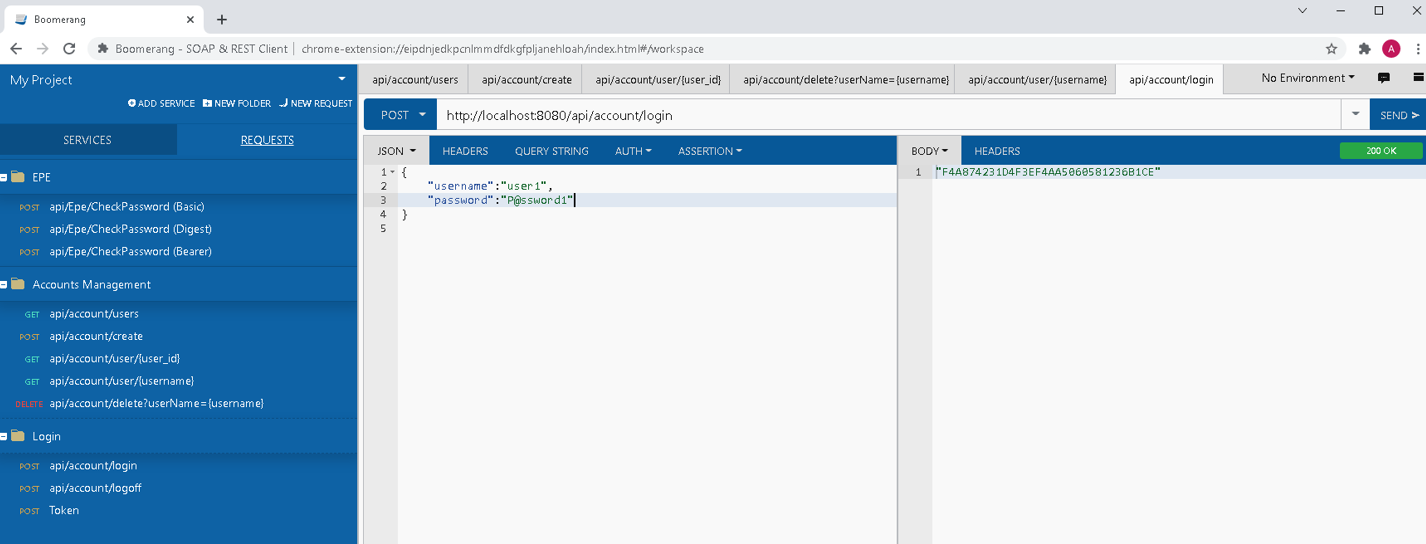 Boomerang
Boomerang - SOAP & REST Client | chrome-extension://eipdnjedkpcnlmmdfdkgfpljanehloah/index.html#/workspace
A
My Project
ADD SERVICE NEW FOLDER NEW REQUEST
SERVICES REQUESTS
EPE
POST api/Epe/CheckPassword (Basic)
POST api/Epe/CheckPassword (Digest)
POST api/Epe/CheckPassword (Bearer)
Accounts Management
GET api/account/users
POST api/account/create
GET api/account/user/{user_id}
GET api/account/user/{username}
DELETE api/account/delete?userName={username}
Login
POST api/account/login
POST api/account/logoff
POST Token
api/account/users api/account/create api/account/user/{user_id} api/account/delete?userName={username} api/account/user/{username} api/account/login No Environment
POST http://localhost:8080/api/account/login SEND
JSON HEADERS QUERY STRING AUTH ASSERTION
1 {
2 "username":"user1",
3 "password":"P@ssword1"
4 }
5
BODY HEADERS 200 OK
1 "F4A874231D4F3EF4AA5060581236B1CE"